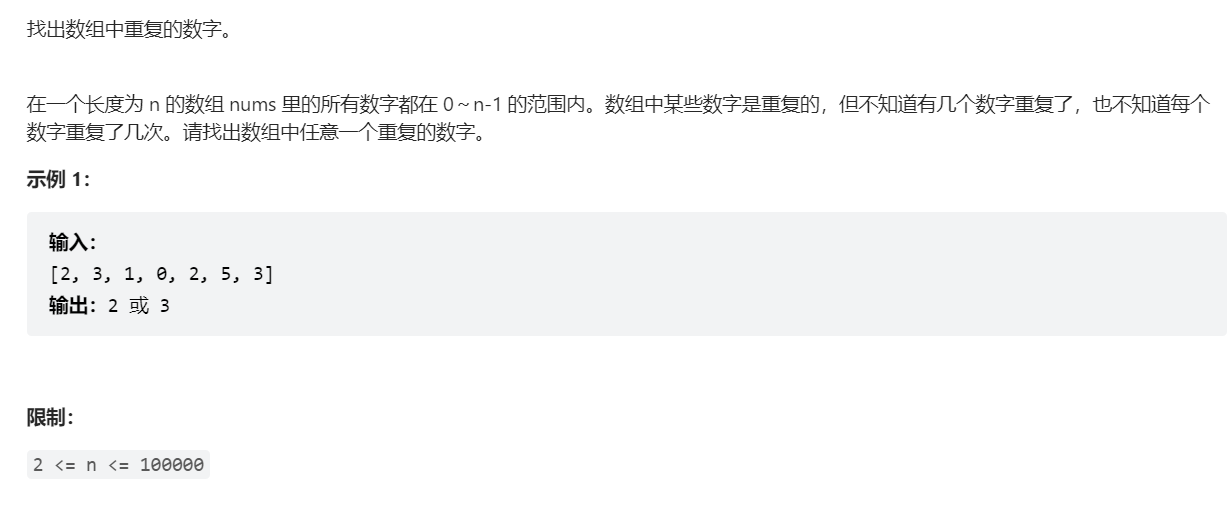 找出数组中重复的数字。
在一个长度为 n 的数组 nums 里的所有数字都在 0～n-1 的范围内。数组中某些数字是重复的，但不知道有几个数字重复了，也不知道每个
数字重复了几次。请找出数组中任意一个重复的数字。
示例 1：
输入：
[2, 3, 1, 0, 2, 5, 3]
输出：2 或 3
限制：
2 <= n <= 100000